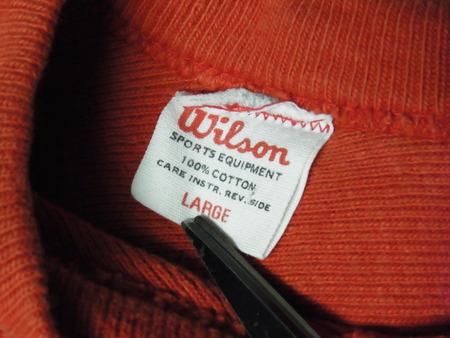 Wilson
SPORTS EQUIPMENT
100% COTTON
CARE INSTR. REV. SIDE
LARGE